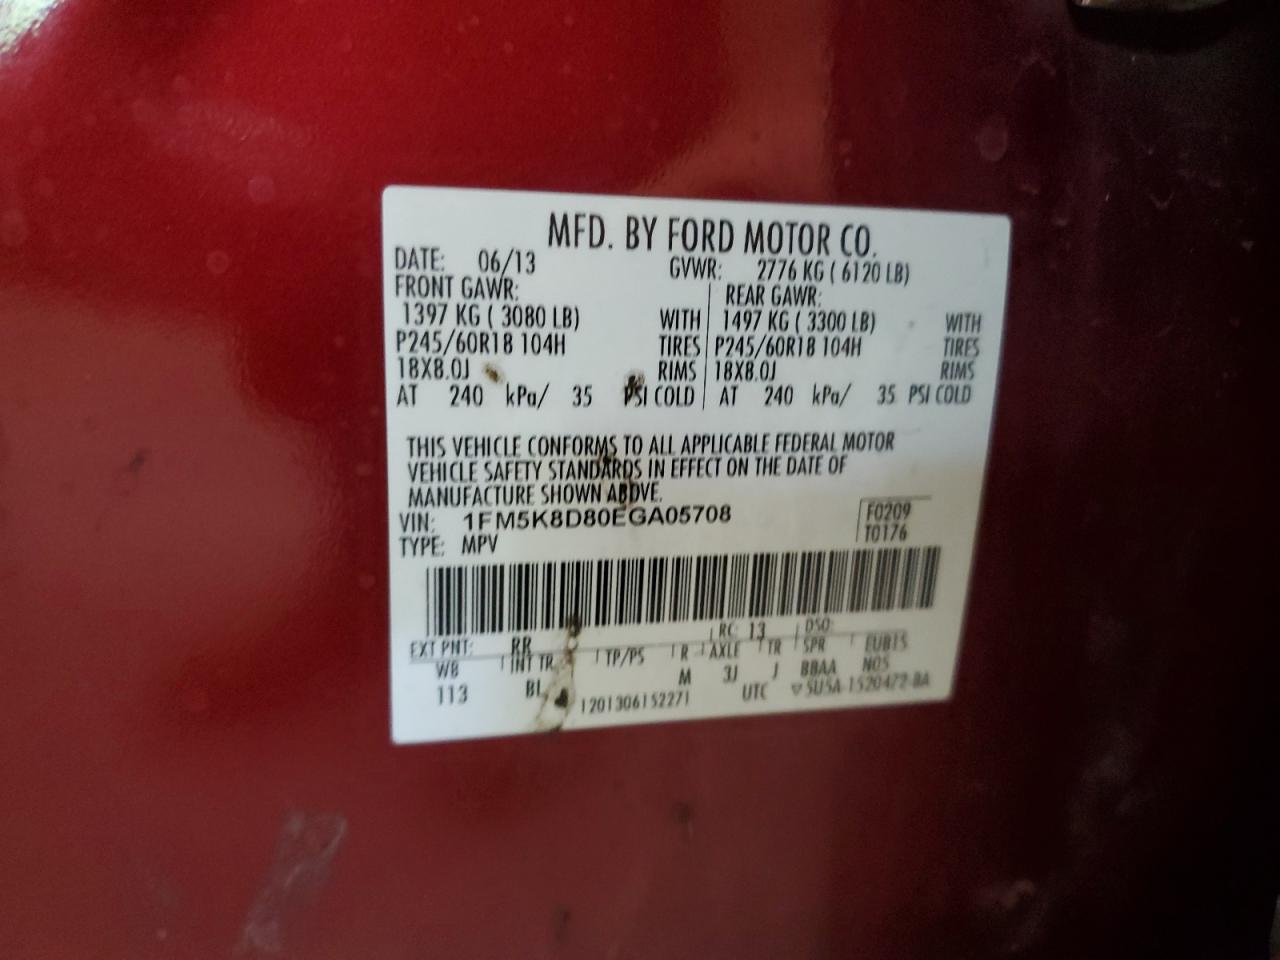 MFD. BY FORD MOTOR CO.
DATE: 06/13 GVWR: 2776 KG ( 6120 LB)
FRONT GAWR: REAR GAWR:
1397 KG ( 3080 LB) WITH 1497 KG ( 3300 LB) WITH
P245/60R18 104H TIRES P245/60R18 104H TIRES
18X8.0J RIMS 18X8.0J RIMS
AT 240 kPa/ 35 PSI COLD AT 240 kPa/ 35 PSI COLD
THIS VEHICLE CONFORMS TO ALL APPLICABLE FEDERAL MOTOR
VEHICLE SAFETY STANDARDS IN EFFECT ON THE DATE OF
MANUFACTURE SHOWN ABOVE.
VIN: 1FM5K8D80EGA05708 F0209
TYPE: MPV T0176
EXT PNT: RR RC: 13 DSO:
WB INT TR TP/PS R AXLE TR SPR EUB15
113 BL M 3J J BBAA N05
1201306152271 UTC ▽5U5A-1520472-BA